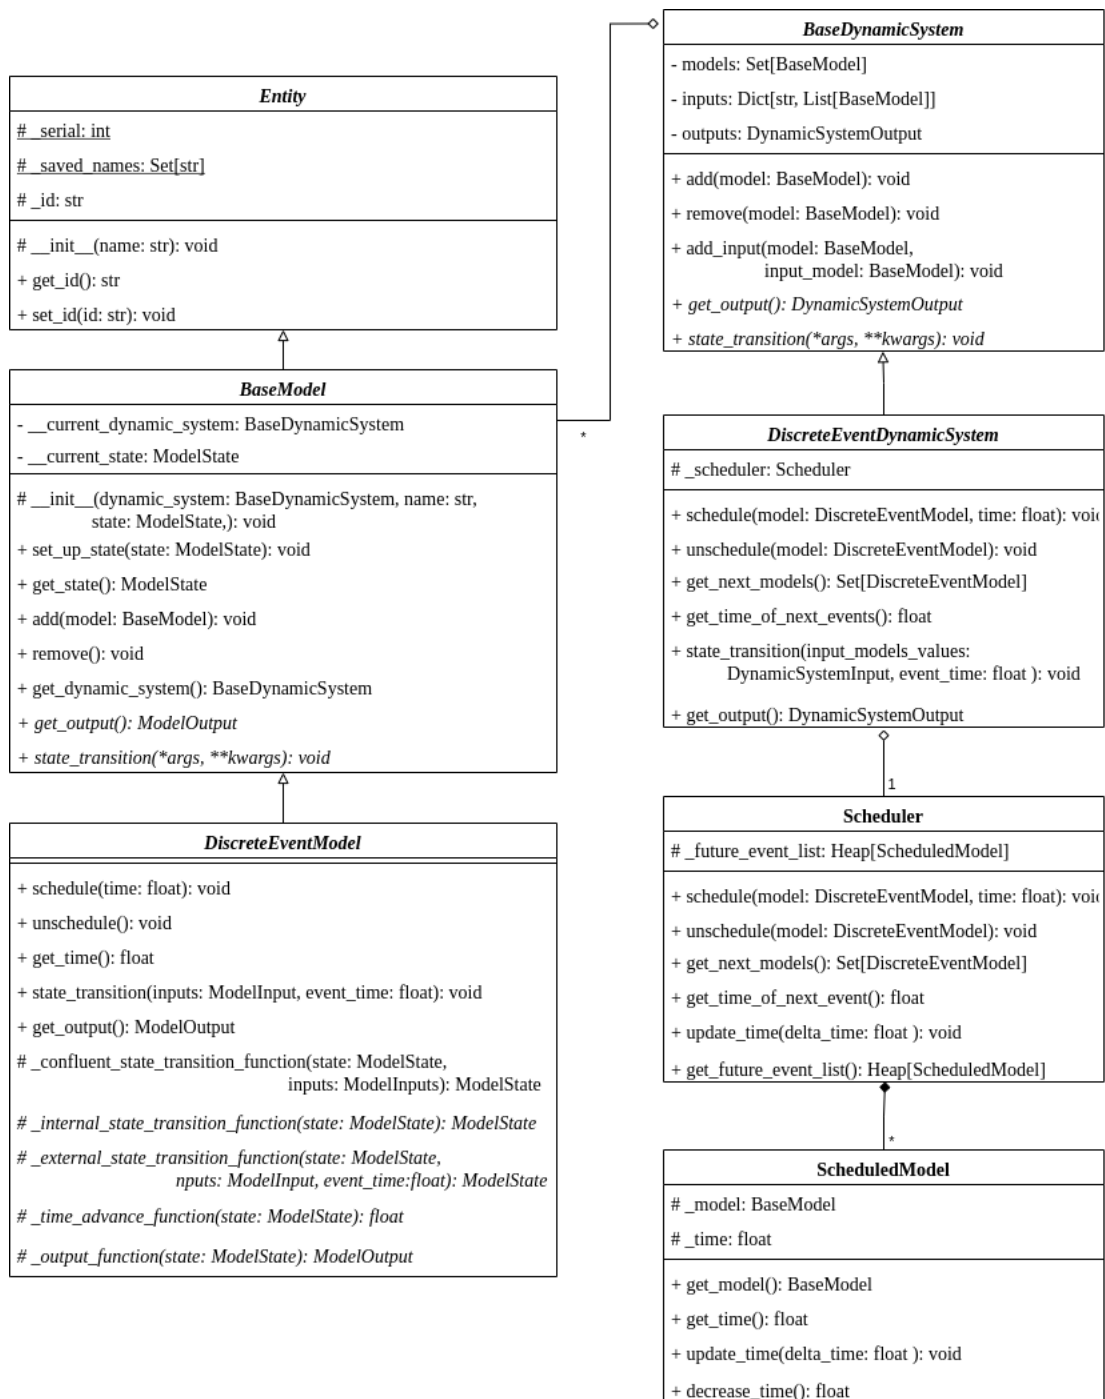 Entity
# _serial: int
# _saved_names: Set[str]
# _id: str
# __init__(name: str): void
+ get_id(): str
+ set_id(id: str): void
BaseModel
- __current_dynamic_system: BaseDynamicSystem
- __current_state: ModelState
# __init__(dynamic_system: BaseDynamicSystem, name: str,
state: ModelState,): void
+ set_up_state(state: ModelState): void
+ get_state(): ModelState
+ add(model: BaseModel): void
+ remove(): void
+ get_dynamic_system(): BaseDynamicSystem
+ get_output(): ModelOutput
+ state_transition(*args, **kwargs): void
*
DiscreteEventModel
+ schedule(time: float): void
+ unschedule(): void
+ get_time(): float
+ state_transition(inputs: ModelInput, event_time: float): void
+ get_output(): ModelOutput
# _confluent_state_transition_function(state: ModelState,
inputs: ModelInputs): ModelState
# _internal_state_transition_function(state: ModelState): ModelState
# _external_state_transition_function(state: ModelState,
nputs: ModelInput, event_time:float): ModelState
# _time_advance_function(state: ModelState): float
# _output_function(state: ModelState): ModelOutput
BaseDynamicSystem
- models: Set[BaseModel]
- inputs: Dict[str, List[BaseModel]]
- outputs: DynamicSystemOutput
+ add(model: BaseModel): void
+ remove(model: BaseModel): void
+ add_input(model: BaseModel,
input_model: BaseModel): void
+ get_output(): DynamicSystemOutput
+ state_transition(*args, **kwargs): void
DiscreteEventDynamicSystem
# _scheduler: Scheduler
+ schedule(model: DiscreteEventModel, time: float): voi
+ unschedule(model: DiscreteEventModel): void
+ get_next_models(): Set[DiscreteEventModel]
+ get_time_of_next_events(): float
+ state_transition(input_models_values:
DynamicSystemInput, event_time: float ): void
+ get_output(): DynamicSystemOutput
1
Scheduler
# _future_event_list: Heap[ScheduledModel]
+ schedule(model: DiscreteEventModel, time: float): voi
+ unschedule(model: DiscreteEventModel): void
+ get_next_models(): Set[DiscreteEventModel]
+ get_time_of_next_event(): float
+ update_time(delta_time: float ): void
+ get_future_event_list(): Heap[ScheduledModel]
*
ScheduledModel
# _model: BaseModel
# _time: float
+ get_model(): BaseModel
+ get_time(): float
+ update_time(delta_time: float ): void
+ decrease_time(): float